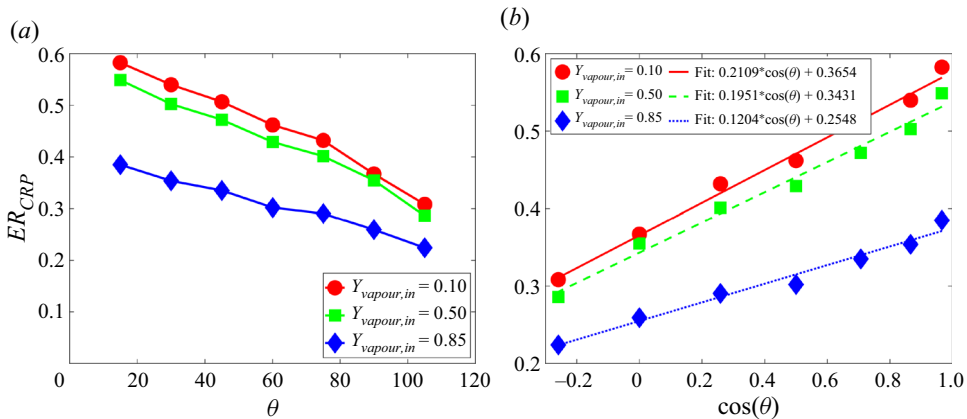 (a)
0.6
0.5
0.4
0.3
0.2
0.1
ER_CRP
0 20 40 60 80 100 120
θ
Y_vapour,in = 0.10
Y_vapour,in = 0.50
Y_vapour,in = 0.85
(b)
0.6
0.5
0.4
0.3
0.2
Y_vapour,in = 0.10 Fit: 0.2109*cos(θ) + 0.3654
Y_vapour,in = 0.50 Fit: 0.1951*cos(θ) + 0.3431
Y_vapour,in = 0.85 Fit: 0.1204*cos(θ) + 0.2548
−0.2 0 0.2 0.4 0.6 0.8 1.0
cos(θ)